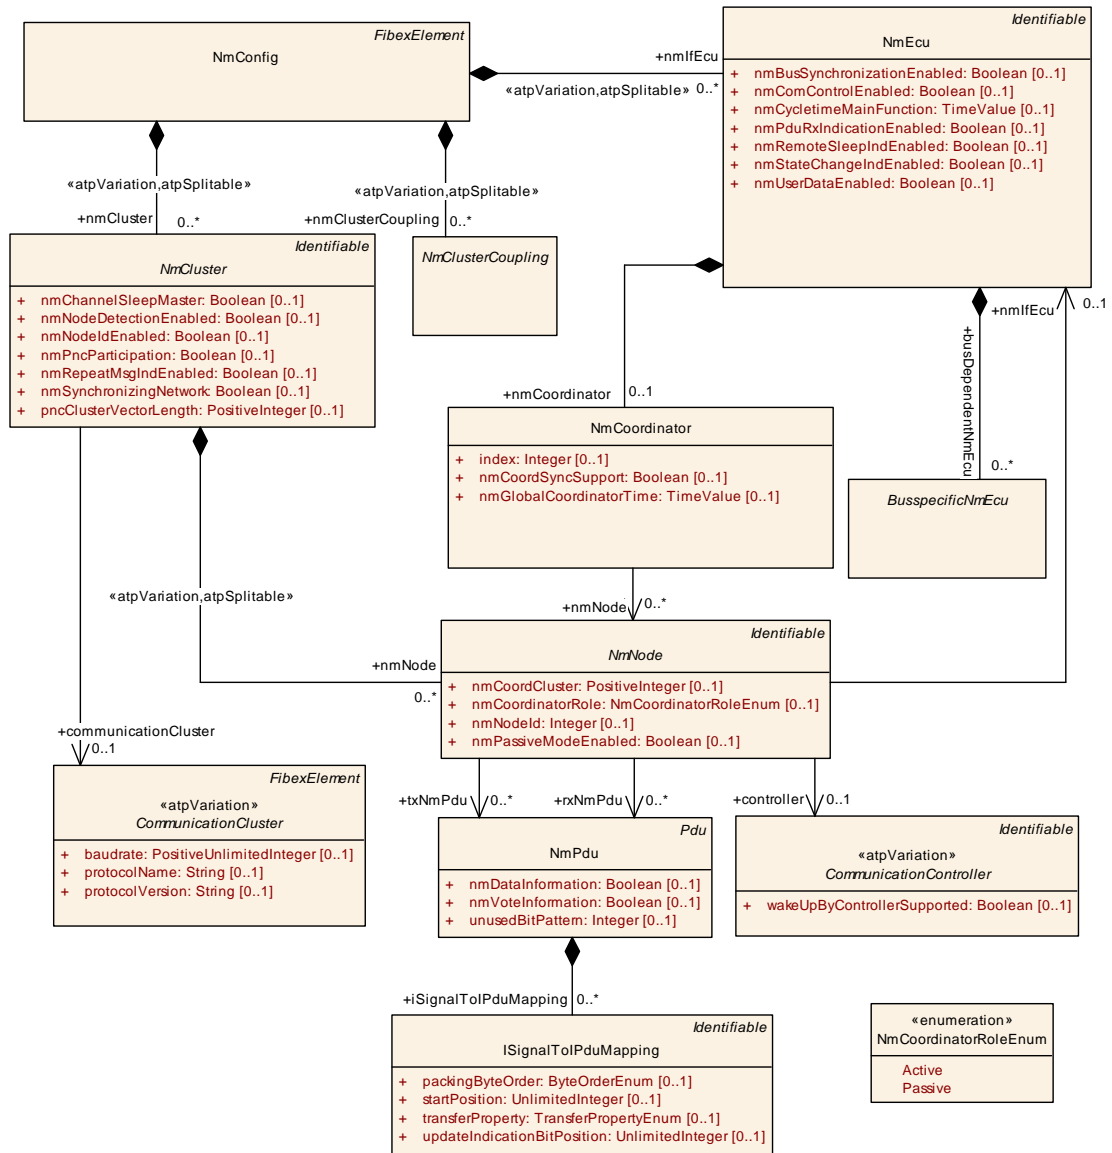 FibexElement
NmConfig
Identifiable
NmEcu
+ nmBusSynchronizationEnabled: Boolean [0..1]
+ nmComControlEnabled: Boolean [0..1]
+ nmCycletimeMainFunction: TimeValue [0..1]
+ nmPduRxIndicationEnabled: Boolean [0..1]
+ nmRemoteSleepIndEnabled: Boolean [0..1]
+ nmStateChangeIndEnabled: Boolean [0..1]
+ nmUserDataEnabled: Boolean [0..1]
+nmIfEcu
«atpVariation,atpSplitable» 0..*
«atpVariation,atpSplitable»
+nmCluster 0..*
«atpVariation,atpSplitable»
+nmClusterCoupling 0..*
Identifiable
NmCluster
+ nmChannelSleepMaster: Boolean [0..1]
+ nmNodeDetectionEnabled: Boolean [0..1]
+ nmNodeIdEnabled: Boolean [0..1]
+ nmPncParticipation: Boolean [0..1]
+ nmRepeatMsgIndEnabled: Boolean [0..1]
+ nmSynchronizingNetwork: Boolean [0..1]
+ pncClusterVectorLength: PositiveInteger [0..1]
NmClusterCoupling
+nmIfEcu 0..1
+busDependentNmEcu
0..*
+nmCoordinator 0..1
NmCoordinator
+ index: Integer [0..1]
+ nmCoordSyncSupport: Boolean [0..1]
+ nmGlobalCoordinatorTime: TimeValue [0..1]
BusspecificNmEcu
«atpVariation,atpSplitable»
+nmNode 0..*
+nmNode
0..*
Identifiable
NmNode
+ nmCoordCluster: PositiveInteger [0..1]
+ nmCoordinatorRole: NmCoordinatorRoleEnum [0..1]
+ nmNodeId: Integer [0..1]
+ nmPassiveModeEnabled: Boolean [0..1]
+communicationCluster
0..1
FibexElement
«atpVariation»
CommunicationCluster
+ baudrate: PositiveUnlimitedInteger [0..1]
+ protocolName: String [0..1]
+ protocolVersion: String [0..1]
+txNmPdu 0..*
+rxNmPdu 0..*
+controller 0..1
Pdu
NmPdu
+ nmDataInformation: Boolean [0..1]
+ nmVoteInformation: Boolean [0..1]
+ unusedBitPattern: Integer [0..1]
Identifiable
«atpVariation»
CommunicationController
+ wakeUpByControllerSupported: Boolean [0..1]
+iSignalToIPduMapping 0..*
Identifiable
ISignalToIPduMapping
+ packingByteOrder: ByteOrderEnum [0..1]
+ startPosition: UnlimitedInteger [0..1]
+ transferProperty: TransferPropertyEnum [0..1]
+ updateIndicationBitPosition: UnlimitedInteger [0..1]
«enumeration»
NmCoordinatorRoleEnum
Active
Passive